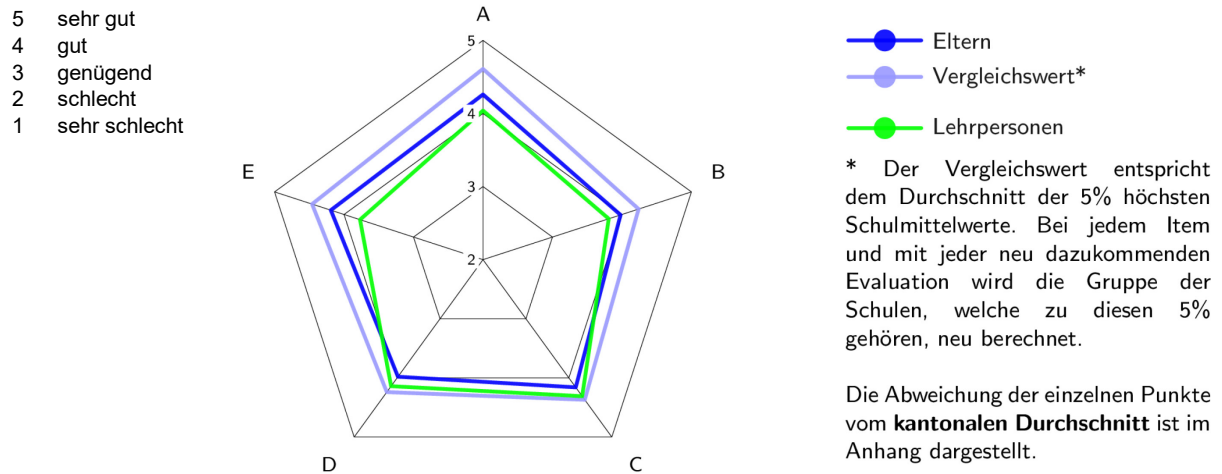 5 sehr gut
4 gut
3 genügend
2 schlecht
1 sehr schlecht
A
5
4
3
2
B
C
D
E
Eltern
Vergleichswert*
Lehrpersonen
* Der Vergleichswert entspricht
dem Durchschnitt der 5% höchsten
Schulmittelwerte. Bei jedem Item
und mit jeder neu dazukommenden
Evaluation wird die Gruppe der
Schulen, welche zu diesen 5%
gehören, neu berechnet.
Die Abweichung der einzelnen Punkte
vom kantonalen Durchschnitt ist im
Anhang dargestellt.